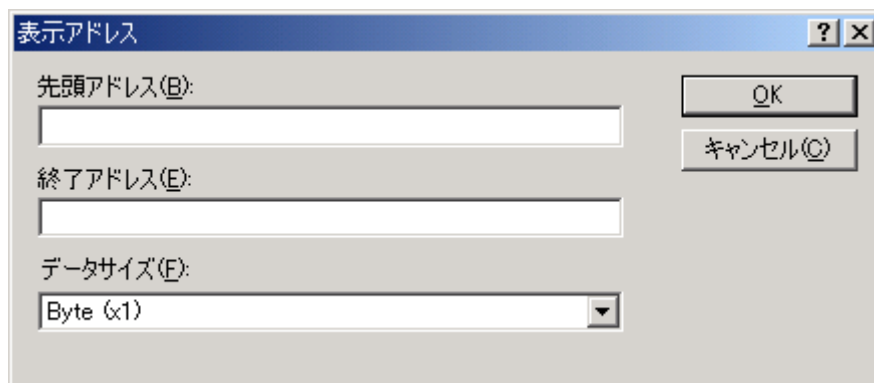 表示アドレス
先頭アドレス(B):
OK
キャンセル(C)
終了アドレス(E):
データサイズ(F):
Byte (x1)